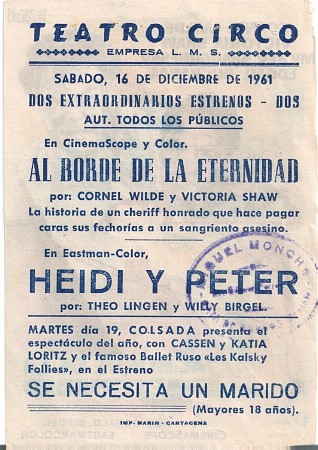 TEATRO CIRCO
EMPRESA L. M. S.
SABADO, 16 DE DICIEMBRE DE 1961
DOS EXTRAORDINARIOS ESTRENOS - DOS
AUT. TODOS LOS PÚBLICOS
En CinemaScope y Color.
AL BORDE DE LA ETERNIDAD
por: CORNEL WILDE y VICTORIA SHAW
La historia de un cheriff honrado que hace pagar
caras sus fechorías a un sangriento asesino.
En Eastman-Color,
HEIDI Y PETER
por: THEO LINGEN y WILLY BIRGEL.
MARTES día 19, COLSADA presenta el
espectáculo del año, con CASSEN y KATIA
LORITZ y el famoso Ballet Ruso «Les Kalsky
Follies», en el Estreno
SE NECESITA UN MARIDO
(Mayores 18 años).
IMP. MARIN - CARTAGENA